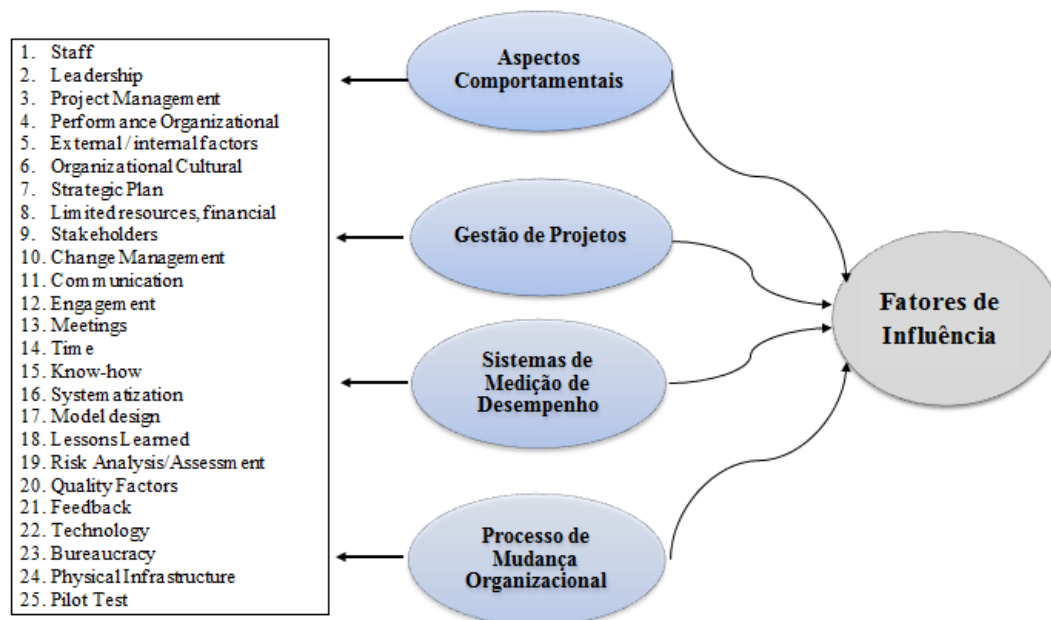 1. Staff
2. Leadership
3. Project Management
4. Performance Organizational
5. External / internal factors
6. Organizational Cultural
7. Strategic Plan
8. Limited resources, financial
9. Stakeholders
10. Change Management
11. Communication
12. Engagement
13. Meetings
14. Time
15. Know-how
16. Systematization
17. Model design
18. Lessons Learned
19. Risk Analysis/Assessment
20. Quality Factors
21. Feedback
22. Technology
23. Bureaucracy
24. Physical Infrastructure
25. Pilot Test
Aspectos
Comportamentais
Gestão de Projetos
Sistemas de
Medição de
Desempenho
Processo de
Mudança
Organizacional
Fatores de
Influência